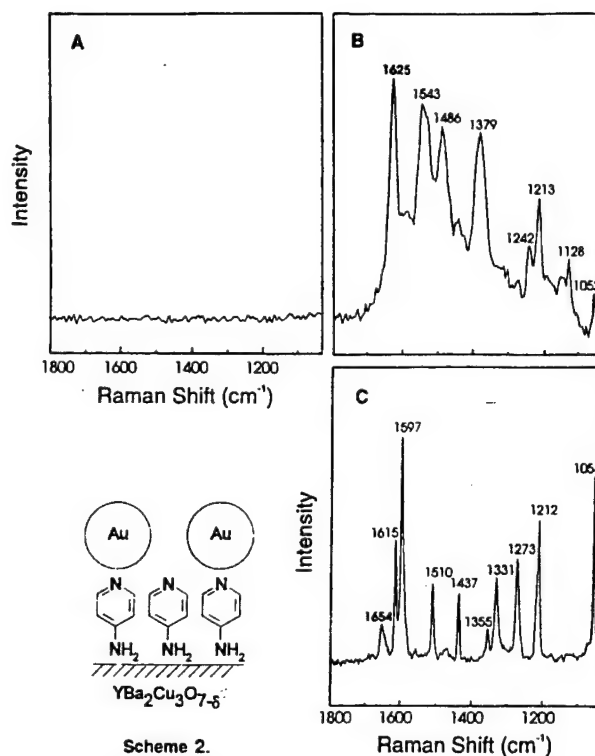 A
Intensity
1800 1600 1400 1200
Raman Shift (cm⁻¹)
B
1625
1543
1486
1379
1242
1213
1128
C
Intensity
1654
1615
1597
1510
1437
1355
1331
1273
1212
1800 1600 1400 1200
Raman Shift (cm⁻¹)
Au Au
N N N
NH₂ NH₂ NH₂
YBa₂Cu₃O₇₋δ
Scheme 2.